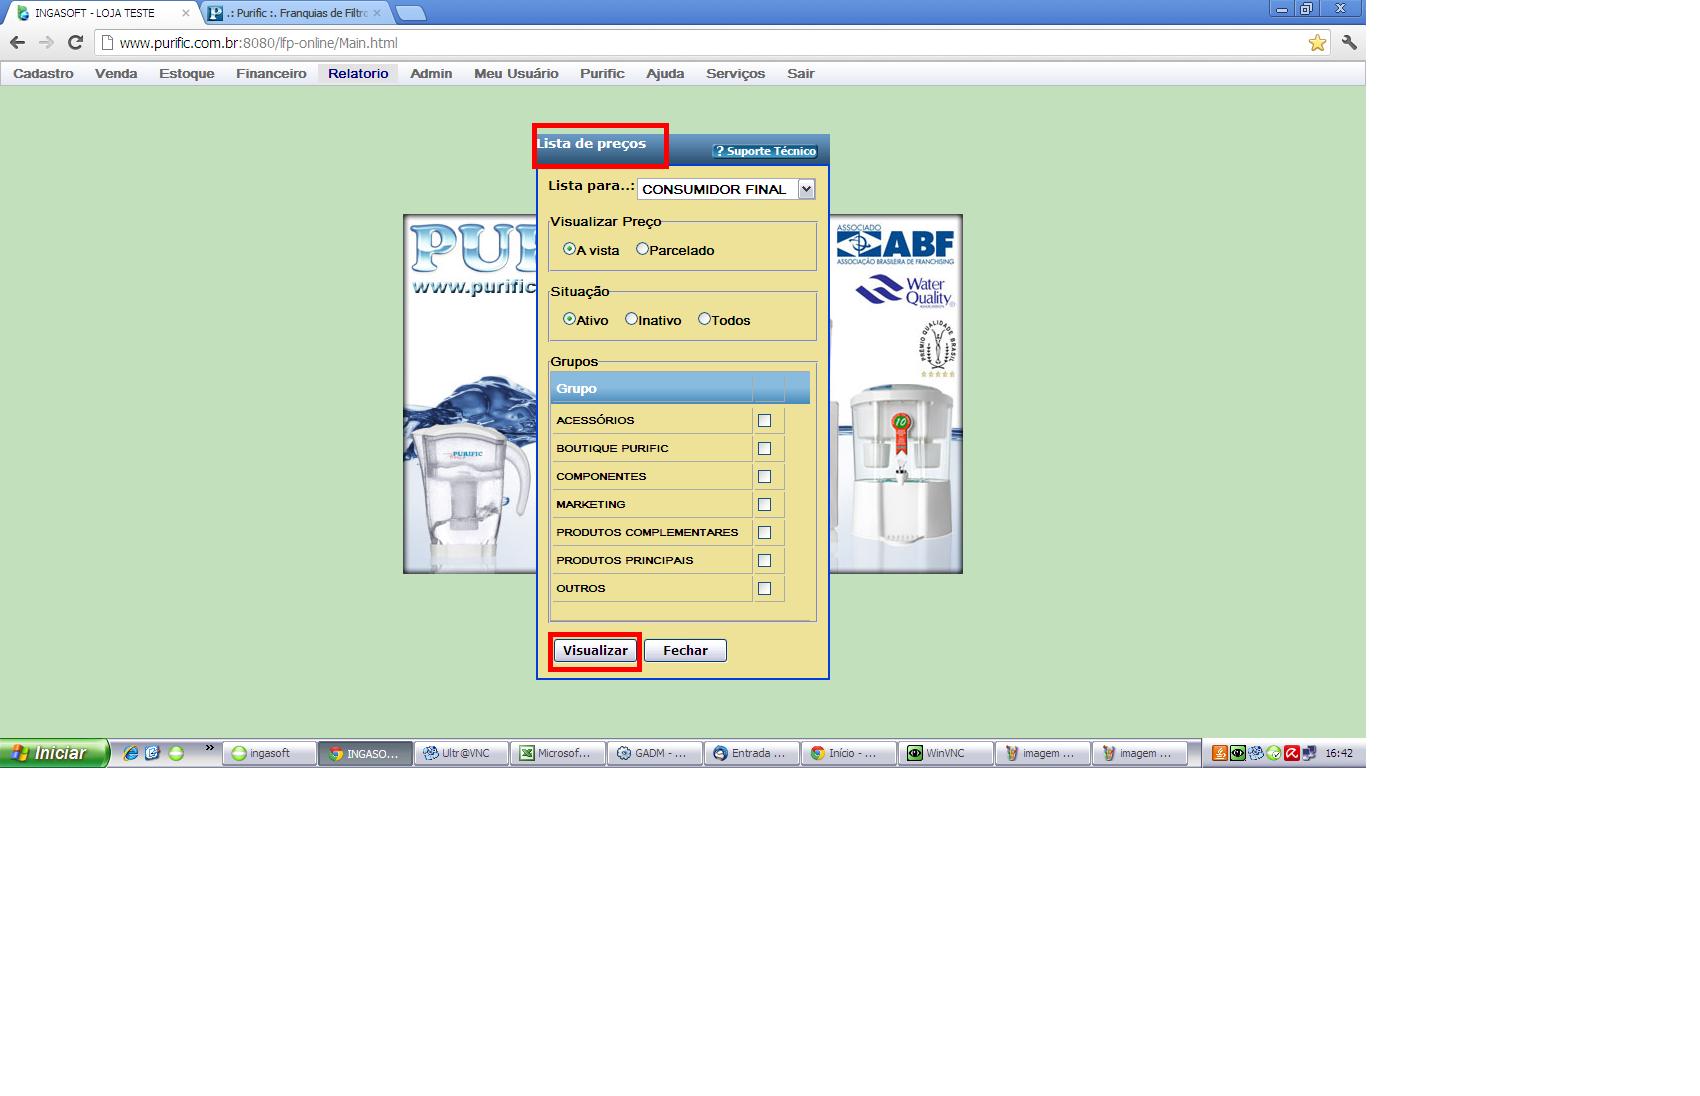 INGASOFT - LOJA TESTE
.: Purific :. Franquias de Filtro
www.purific.com.br:8080/lfp-online/Main.html
Cadastro Venda Estoque Financeiro Relatorio Admin Meu Usuário Purific Ajuda Serviços Sair
Lista de preços
? Suporte Técnico
Lista para..: CONSUMIDOR FINAL
Visualizar Preço
A vista Parcelado
Situação
Ativo Inativo Todos
Grupos
Grupo
ACESSÓRIOS
BOUTIQUE PURIFIC
COMPONENTES
MARKETING
PRODUTOS COMPLEMENTARES
PRODUTOS PRINCIPAIS
OUTROS
Visualizar Fechar
PU
www.purific
PURIFIC
ASSOCIADO
ABF
ASSOCIAÇÃO BRASILEIRA DE FRANCHISING
Water
Quality
PRÊMIO QUALIDADE BRASIL
10
Iniciar » ingasoft INGASO... Ultr@VNC Microsof... GADM - ... Entrada ... Início - ... WinVNC imagem ... imagem ... 16:42